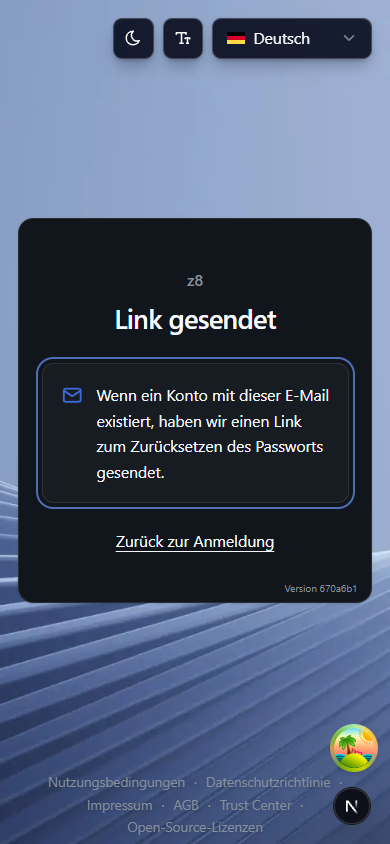 Deutsch
z8
Link gesendet
Wenn ein Konto mit dieser E-Mail
existiert, haben wir einen Link
zum Zurücksetzen des Passworts
gesendet.
Zurück zur Anmeldung
Version 670a6b1
Nutzungsbedingungen · Datenschutzrichtlinie ·
Impressum · AGB · Trust Center ·
N
Open-Source-Lizenzen